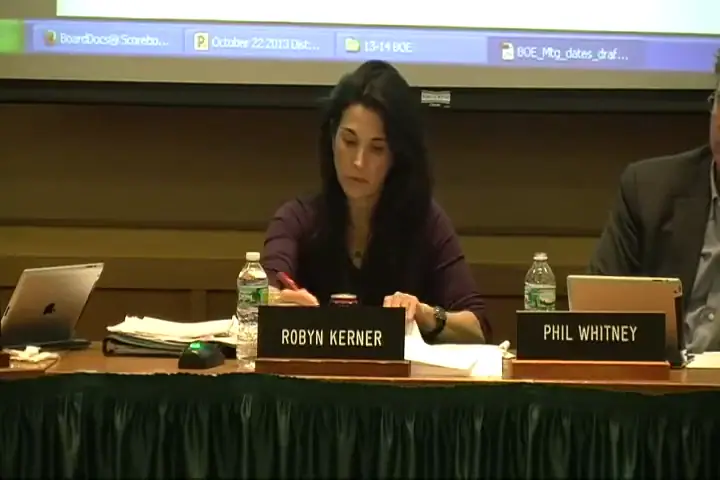 BoardDocs® Scorebo...
October 22 2013 Dist...
13-14 BOE
BOE_Mtg_dates_draf...
ROBYN KERNER
PHIL WHITNEY